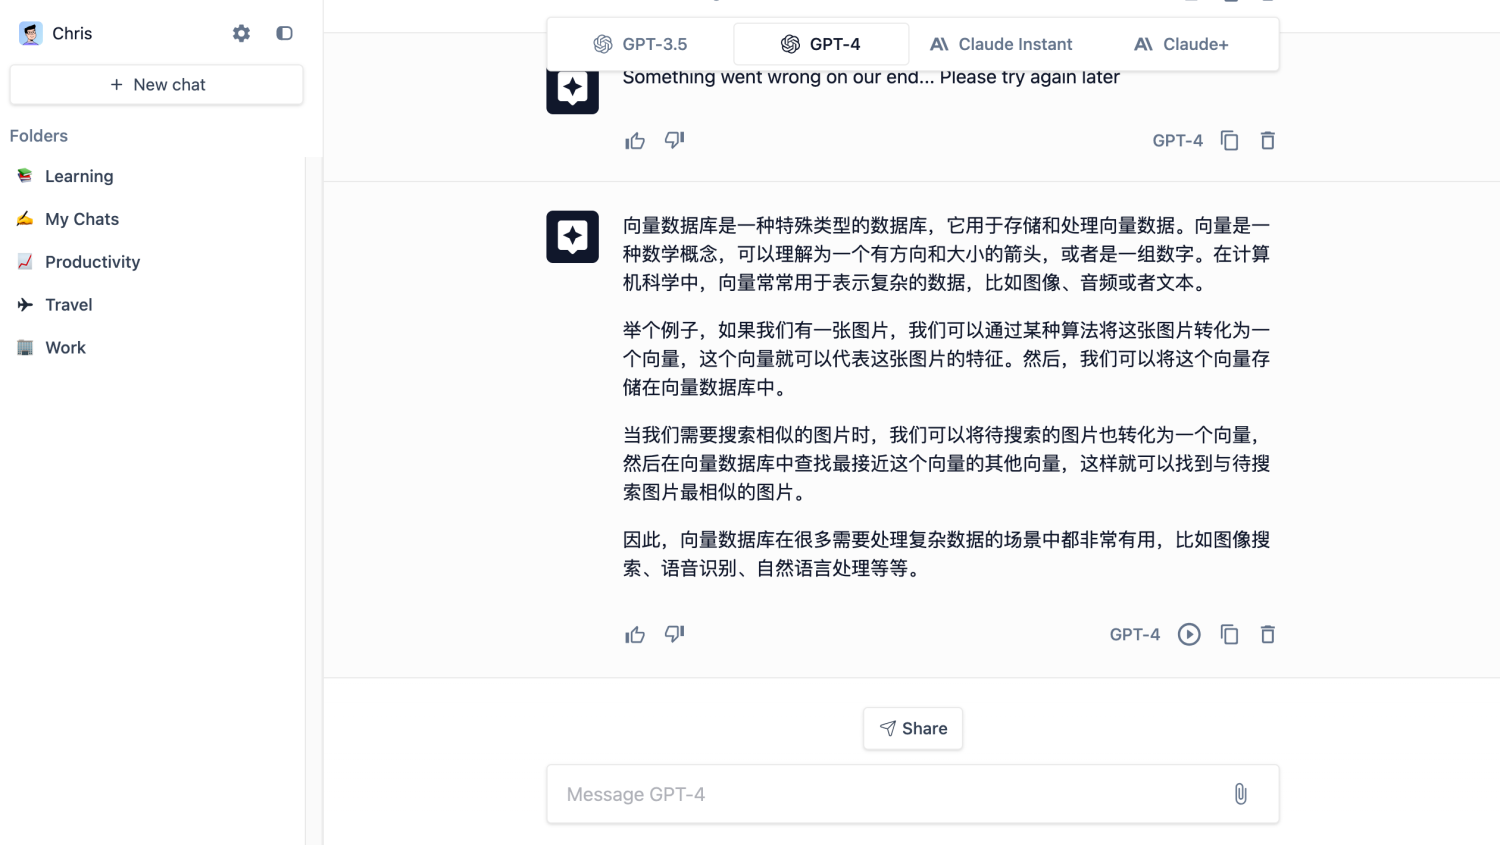 Chris
+ New chat
Folders
Learning
My Chats
Productivity
Travel
Work
GPT-3.5
GPT-4
Claude Instant
Claude+
Something went wrong on our end... Please try again later
GPT-4
向量数据库是一种特殊类型的数据库，它用于存储和处理向量数据。向量是一
种数学概念，可以理解为一个有方向和大小的箭头，或者是一组数字。在计算
机科学中，向量常常用于表示复杂的数据，比如图像、音频或者文本。
举个例子，如果我们有一张图片，我们可以通过某种算法将这张图片转化为一
个向量，这个向量就可以代表这张图片的特征。然后，我们可以将这个向量存
储在向量数据库中。
当我们需要搜索相似的图片时，我们可以将待搜索的图片也转化为一个向量，
然后在向量数据库中查找最接近这个向量的其他向量，这样就可以找到与待搜
索图片最相似的图片。
因此，向量数据库在很多需要处理复杂数据的场景中都非常有用，比如图像搜
索、语音识别、自然语言处理等等。
GPT-4
Share
Message GPT-4